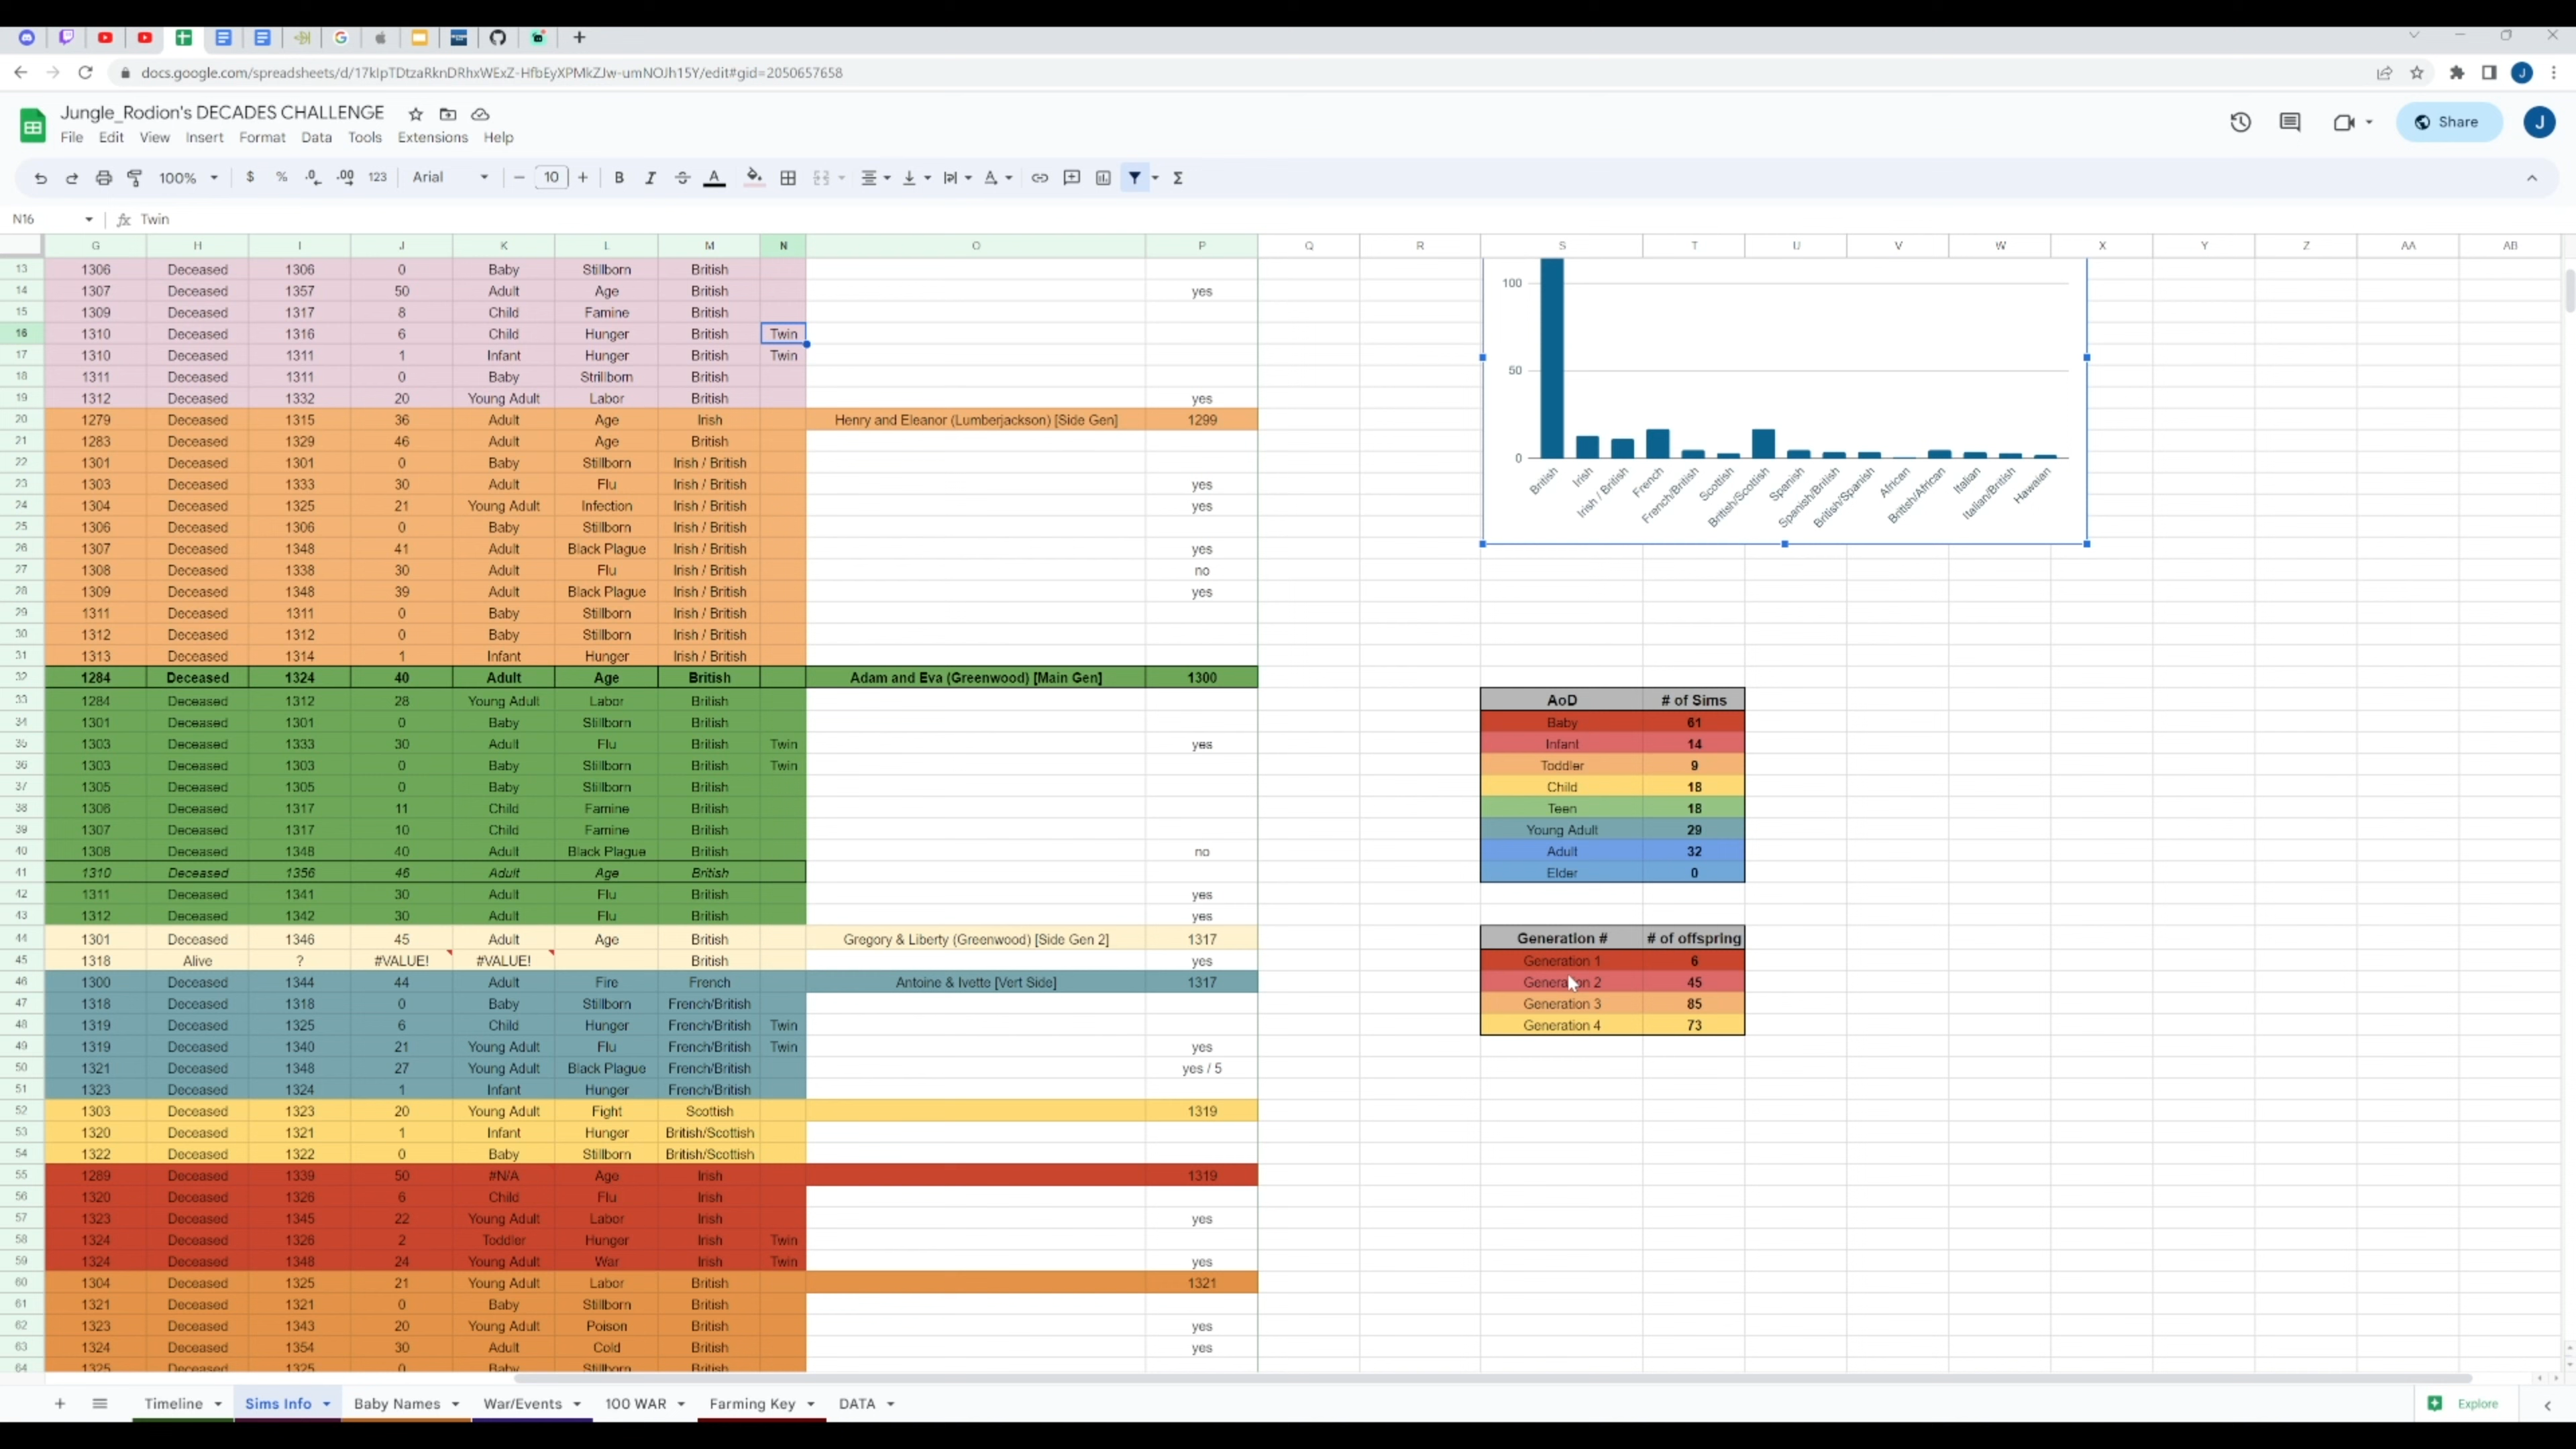 docs.google.com/spreadsheets/d/17kIpTDtzaRknDRhxWExZ-HfbEyXPMkZJw-umNOJh15Y/edit#gid=2050657658
Jungle_Rodion's DECADES CHALLENGE
Share
J
File Edit View Insert Format Data Tools Extensions Help
100% $ % .0 .00 123 Arial 10 B I A
N16 fx Twin
G H I J K L M N O P Q R S T U V W X Y Z AA AB
13 1306 Deceased 1306 0 Baby Stillborn British
14 1307 Deceased 1357 50 Adult Age British yes
15 1309 Deceased 1317 8 Child Famine British
16 1310 Deceased 1316 6 Child Hunger British Twin
17 1310 Deceased 1311 1 Infant Hunger British Twin
18 1311 Deceased 1311 0 Baby Strillborn British
19 1312 Deceased 1332 20 Young Adult Labor British yes
20 1279 Deceased 1315 36 Adult Age Irish Henry and Eleanor (Lumberjackson) [Side Gen] 1299
21 1283 Deceased 1329 46 Adult Age British
22 1301 Deceased 1301 0 Baby Stillborn Irish / British
23 1303 Deceased 1333 30 Adult Flu Irish / British yes
24 1304 Deceased 1325 21 Young Adult Infection Irish / British yes
25 1306 Deceased 1306 0 Baby Stillborn Irish / British
26 1307 Deceased 1348 41 Adult Black Plague Irish / British yes
27 1308 Deceased 1338 30 Adult Flu Irish / British no
28 1309 Deceased 1348 39 Adult Black Plague Irish / British yes
29 1311 Deceased 1311 0 Baby Stillborn Irish / British
30 1312 Deceased 1312 0 Baby Stillborn Irish / British
31 1313 Deceased 1314 1 Infant Hunger Irish / British
32 1284 Deceased 1324 40 Adult Age British Adam and Eva (Greenwood) [Main Gen] 1300
33 1284 Deceased 1312 28 Young Adult Labor British
34 1301 Deceased 1301 0 Baby Stillborn British
35 1303 Deceased 1333 30 Adult Flu British Twin yes
36 1303 Deceased 1303 0 Baby Stillborn British Twin
37 1305 Deceased 1305 0 Baby Stillborn British
38 1306 Deceased 1317 11 Child Famine British
39 1307 Deceased 1317 10 Child Famine British
40 1308 Deceased 1348 40 Adult Black Plague British no
41 1310 Deceased 1356 46 Adult Age British
42 1311 Deceased 1341 30 Adult Flu British yes
43 1312 Deceased 1342 30 Adult Flu British yes
44 1301 Deceased 1346 45 Adult Age British Gregory & Liberty (Greenwood) [Side Gen 2] 1317
45 1318 Alive ? #VALUE! #VALUE! British yes
46 1300 Deceased 1344 44 Adult Fire French Antoine & Ivette [Vert Side] 1317
47 1318 Deceased 1318 0 Baby Stillborn French/British
48 1319 Deceased 1325 6 Child Hunger French/British Twin
49 1319 Deceased 1340 21 Young Adult Flu French/British Twin yes
50 1321 Deceased 1348 27 Young Adult Black Plague French/British yes / 5
51 1323 Deceased 1324 1 Infant Hunger French/British
52 1303 Deceased 1323 20 Young Adult Fight Scottish 1319
53 1320 Deceased 1321 1 Infant Hunger British/Scottish
54 1322 Deceased 1322 0 Baby Stillborn British/Scottish
55 1289 Deceased 1339 50 #N/A Age Irish 1319
56 1320 Deceased 1326 6 Child Flu Irish
57 1323 Deceased 1345 22 Young Adult Labor Irish yes
58 1324 Deceased 1326 2 Toddler Hunger Irish Twin
59 1324 Deceased 1348 24 Young Adult War Irish Twin yes
60 1304 Deceased 1325 21 Young Adult Labor British 1321
61 1321 Deceased 1321 0 Baby Stillborn British
62 1323 Deceased 1343 20 Young Adult Poison British yes
63 1324 Deceased 1354 30 Adult Cold British yes
64 1325 Deceased 1325 0 Baby Stillborn British
100
50
0
British Irish Irish / British French French/British Scottish British/Scottish Spanish Spanish/British British/Spanish African British/African Italian Italian/British Hawaian
AoD # of Sims
Baby 61
Infant 14
Toddler 9
Child 18
Teen 18
Young Adult 29
Adult 32
Elder 0
Generation # # of offspring
Generation 1 6
Generation 2 45
Generation 3 85
Generation 4 73
Timeline Sims Info Baby Names War/Events 100 WAR Farming Key DATA Explore